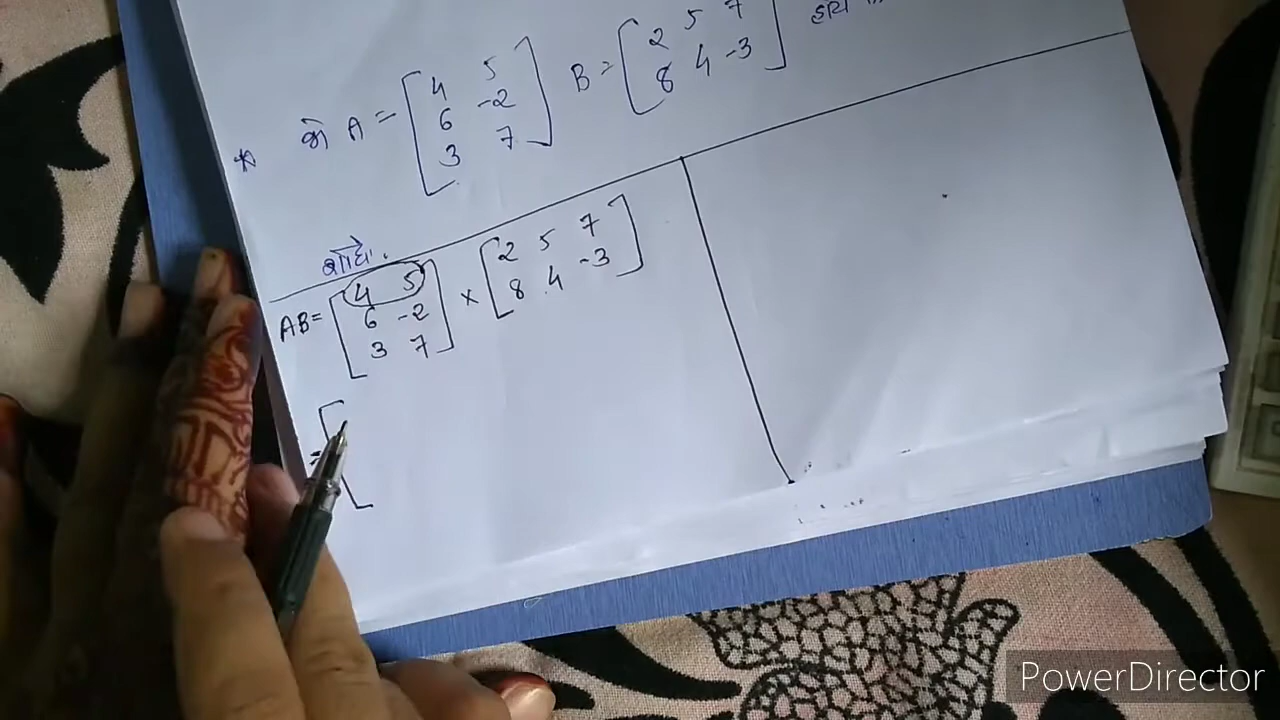 * જો A = [4 5 6 -2 3 7] B = [2 5 7 8 4 -3]
શોધો.
AB = [4 5 6 -2 3 7] × [2 5 7 8 4 -3]
= [
PowerDirector